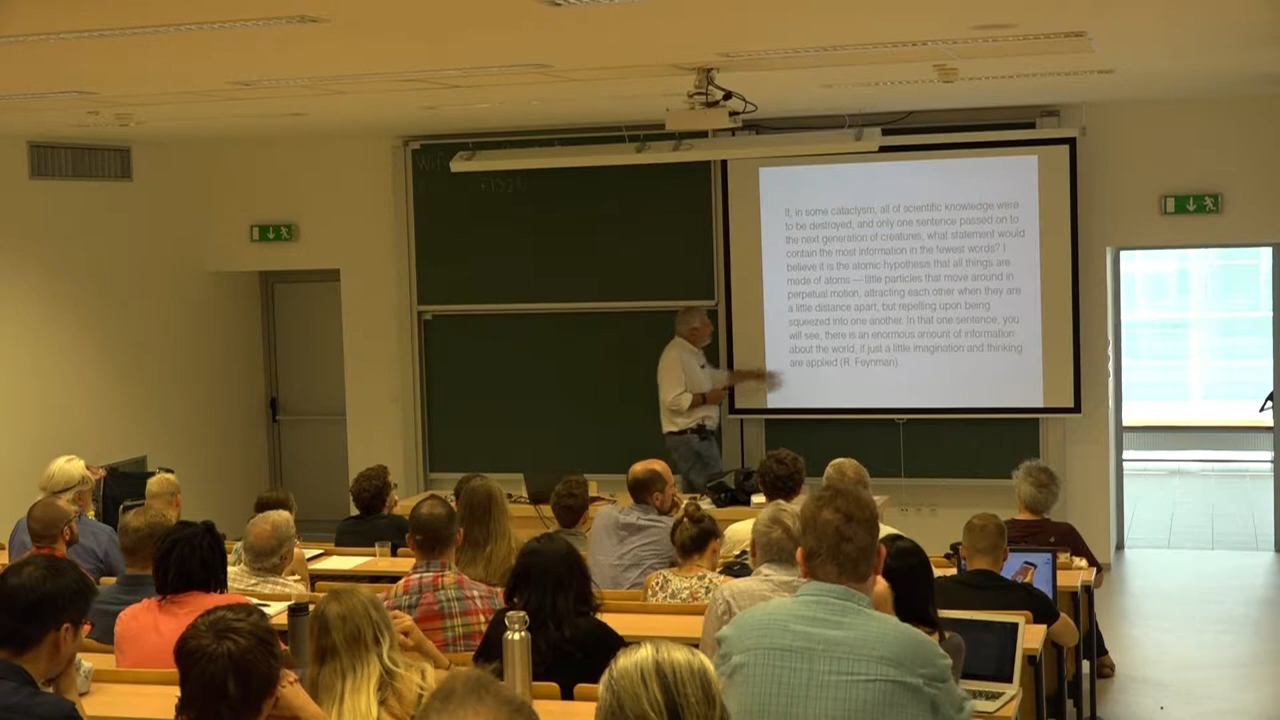 If, in some cataclysm, all of scientific knowledge were
to be destroyed, and only one sentence passed on to
the next generation of creatures, what statement would
contain the most information in the fewest words? I
believe it is the atomic hypothesis that all things are
made of atoms — little particles that move around in
perpetual motion, attracting each other when they are
a little distance apart, but repelling upon being
squeezed into one another. In that one sentence, you
will see, there is an enormous amount of information
about the world, if just a little imagination and thinking
are applied (R. Feynman).